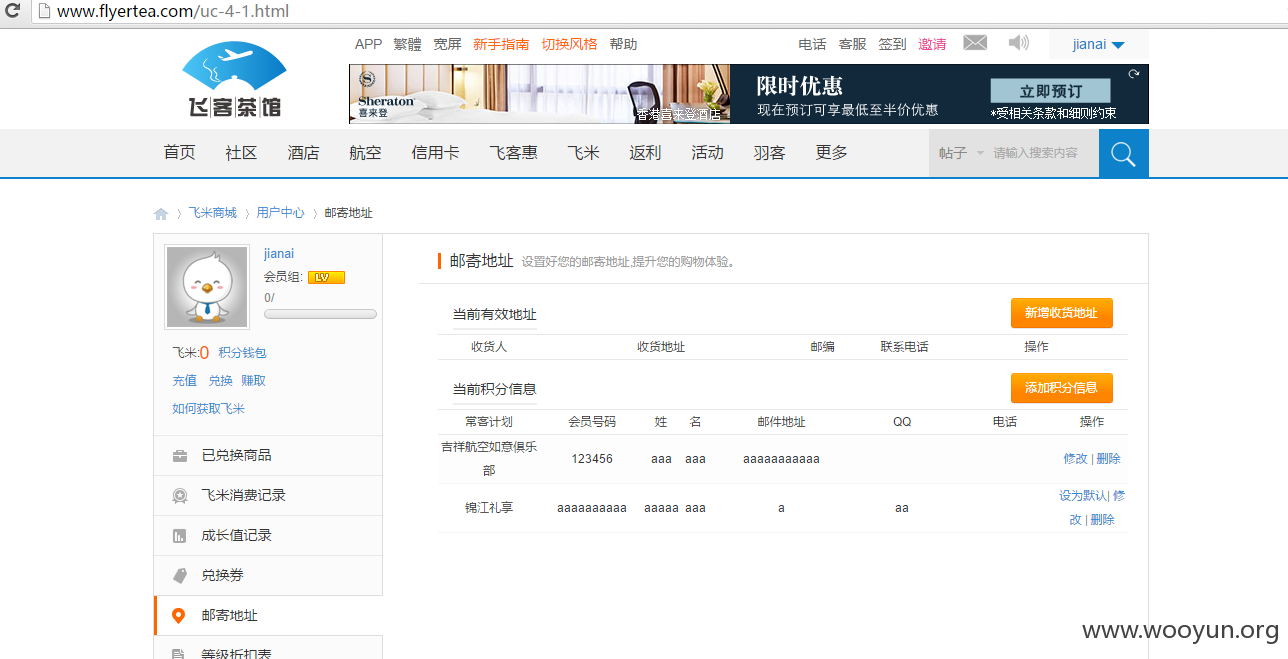 www.flyertea.com/uc-4-1.html
APP 繁體 宽屏 新手指南 切换风格 帮助 电话 客服 签到 邀请 jianai
飞客茶馆
Sheraton
喜来登
香港喜来登酒店
限时优惠
现在预订可享最低至半价优惠
立即预订
*受相关条款和细则约束
首页 社区 酒店 航空 信用卡 飞客惠 飞米 返利 活动 羽客 更多 帖子 请输入搜索内容
飞米商城 用户中心 邮寄地址
jianai
会员组: LV
0/
飞米:0 积分钱包
充值 兑换 赚取
如何获取飞米
已兑换商品
飞米消费记录
成长值记录
兑换券
邮寄地址
等级折扣表
邮寄地址 设置好您的邮寄地址,提升您的购物体验。
当前有效地址 新增收货地址
收货人 收货地址 邮编 联系电话 操作
当前积分信息 添加积分信息
常客计划 会员号码 姓 名 邮件地址 QQ 电话 操作
吉祥航空如意俱乐
部 123456 aaa aaa aaaaaaaaaaa 修改 | 删除
锦江礼享 aaaaaaaaaa aaaaa aaa a aa 设为默认| 修
改 | 删除
www.wooyun.org